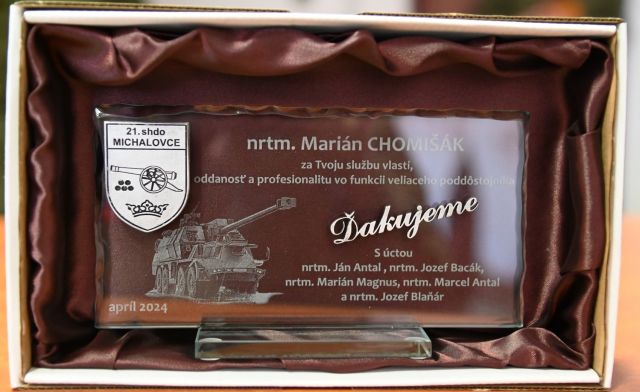 21. shdo
MICHALOVCE
nrtm. Marián CHOMIŠÁK
za Tvoju službu vlasti,
oddanosť a profesionalitu vo funkcii veliaceho poddôstojníka
Ďakujeme
S úctou
nrtm. Ján Antal , nrtm. Jozef Bacák,
nrtm. Marián Magnus, nrtm. Marcel Antal
a nrtm. Jozef Blaňár
apríl 2024